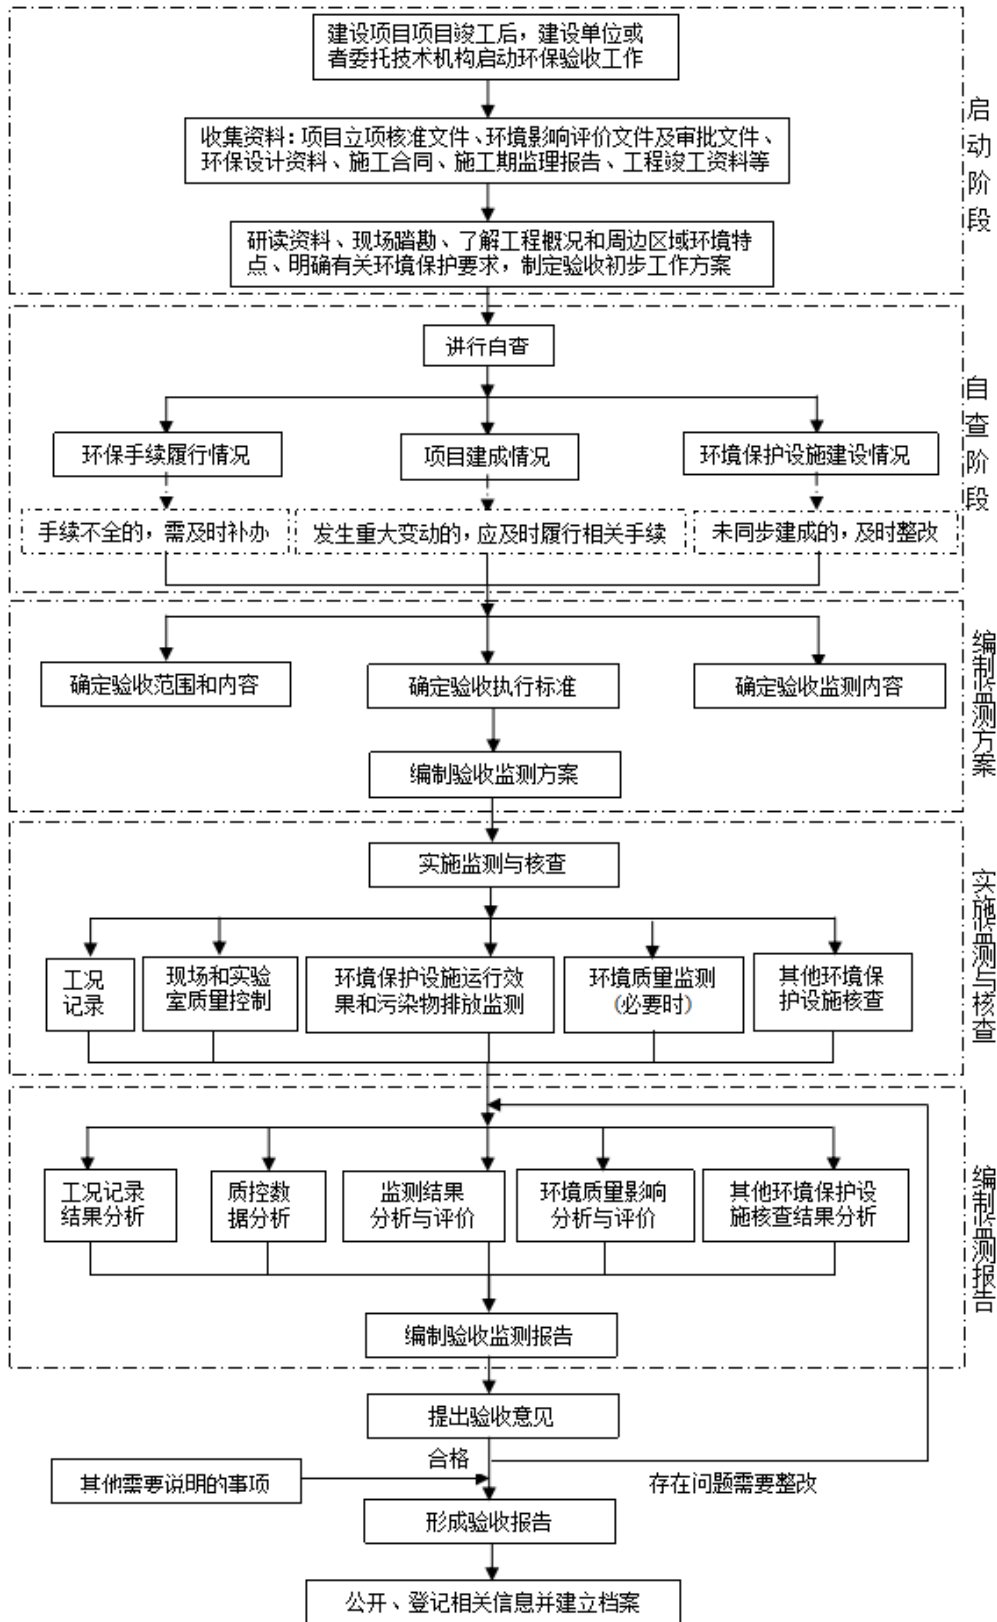 建设项目项目竣工后，建设单位或
者委托技术机构启动环保验收工作
收集资料：项目立项核准文件、环境影响评价文件及审批文件、
环保设计资料、施工合同、施工期监理报告、工程竣工资料等
研读资料、现场踏勘、了解工程概况和周边区域环境特
点、明确有关环境保护要求，制定验收初步工作方案
启动阶段
进行自查
环保手续履行情况
项目建成情况
环境保护设施建设情况
手续不全的，需及时补办
发生重大变动的，应及时履行相关手续
未同步建成的，及时整改
自查阶段
确定验收范围和内容
确定验收执行标准
确定验收监测内容
编制验收监测方案
编制监测方案
实施监测与核查
工况
记录
现场和实验
室质量控制
环境保护设施运行效
果和污染物排放监测
环境质量监测
(必要时)
其他环境保
护设施核查
实施监测与核查
工况记录
结果分析
质控数
据分析
监测结果
分析与评价
环境质量影响
分析与评价
其他环境保护设
施核查结果分析
编制验收监测报告
编制监测报告
提出验收意见
合格
其他需要说明的事项
存在问题需要整改
形成验收报告
公开、登记相关信息并建立档案